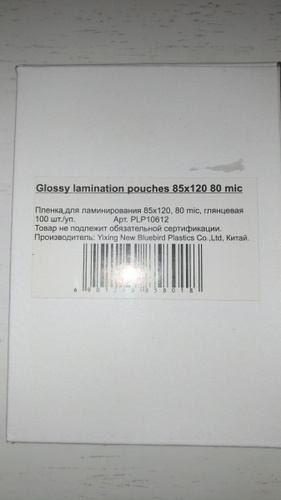 Glossy lamination pouches 85x120 80 mic
Пленка,для ламинирования 85x120, 80 mic, глянцевая
100 шт./уп. Арт. PLP10612
Товар не подлежит обязательной сертификации.
Производитель: Yixing New Bluebird Plastics Co.,Ltd, Китай.